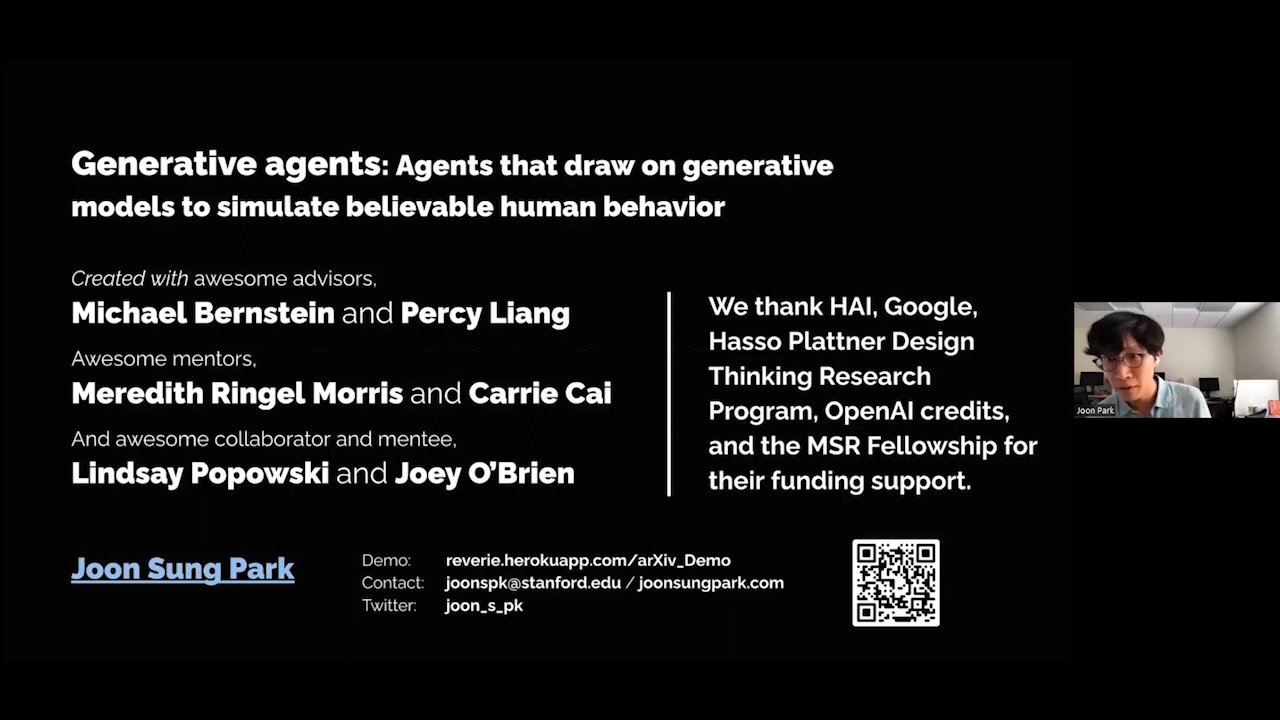 Generative agents: Agents that draw on generative
models to simulate believable human behavior
Created with awesome advisors,
Michael Bernstein and Percy Liang
Awesome mentors,
Meredith Ringel Morris and Carrie Cai
And awesome collaborator and mentee,
Lindsay Popowski and Joey O’Brien
We thank HAI, Google,
Hasso Plattner Design
Thinking Research
Program, OpenAI credits,
and the MSR Fellowship for
their funding support.
Joon Sung Park
Demo: reverie.herokuapp.com/arXiv_Demo
Contact: joonspk@stanford.edu / joonsungpark.com
Twitter: joon_s_pk
Joon Park